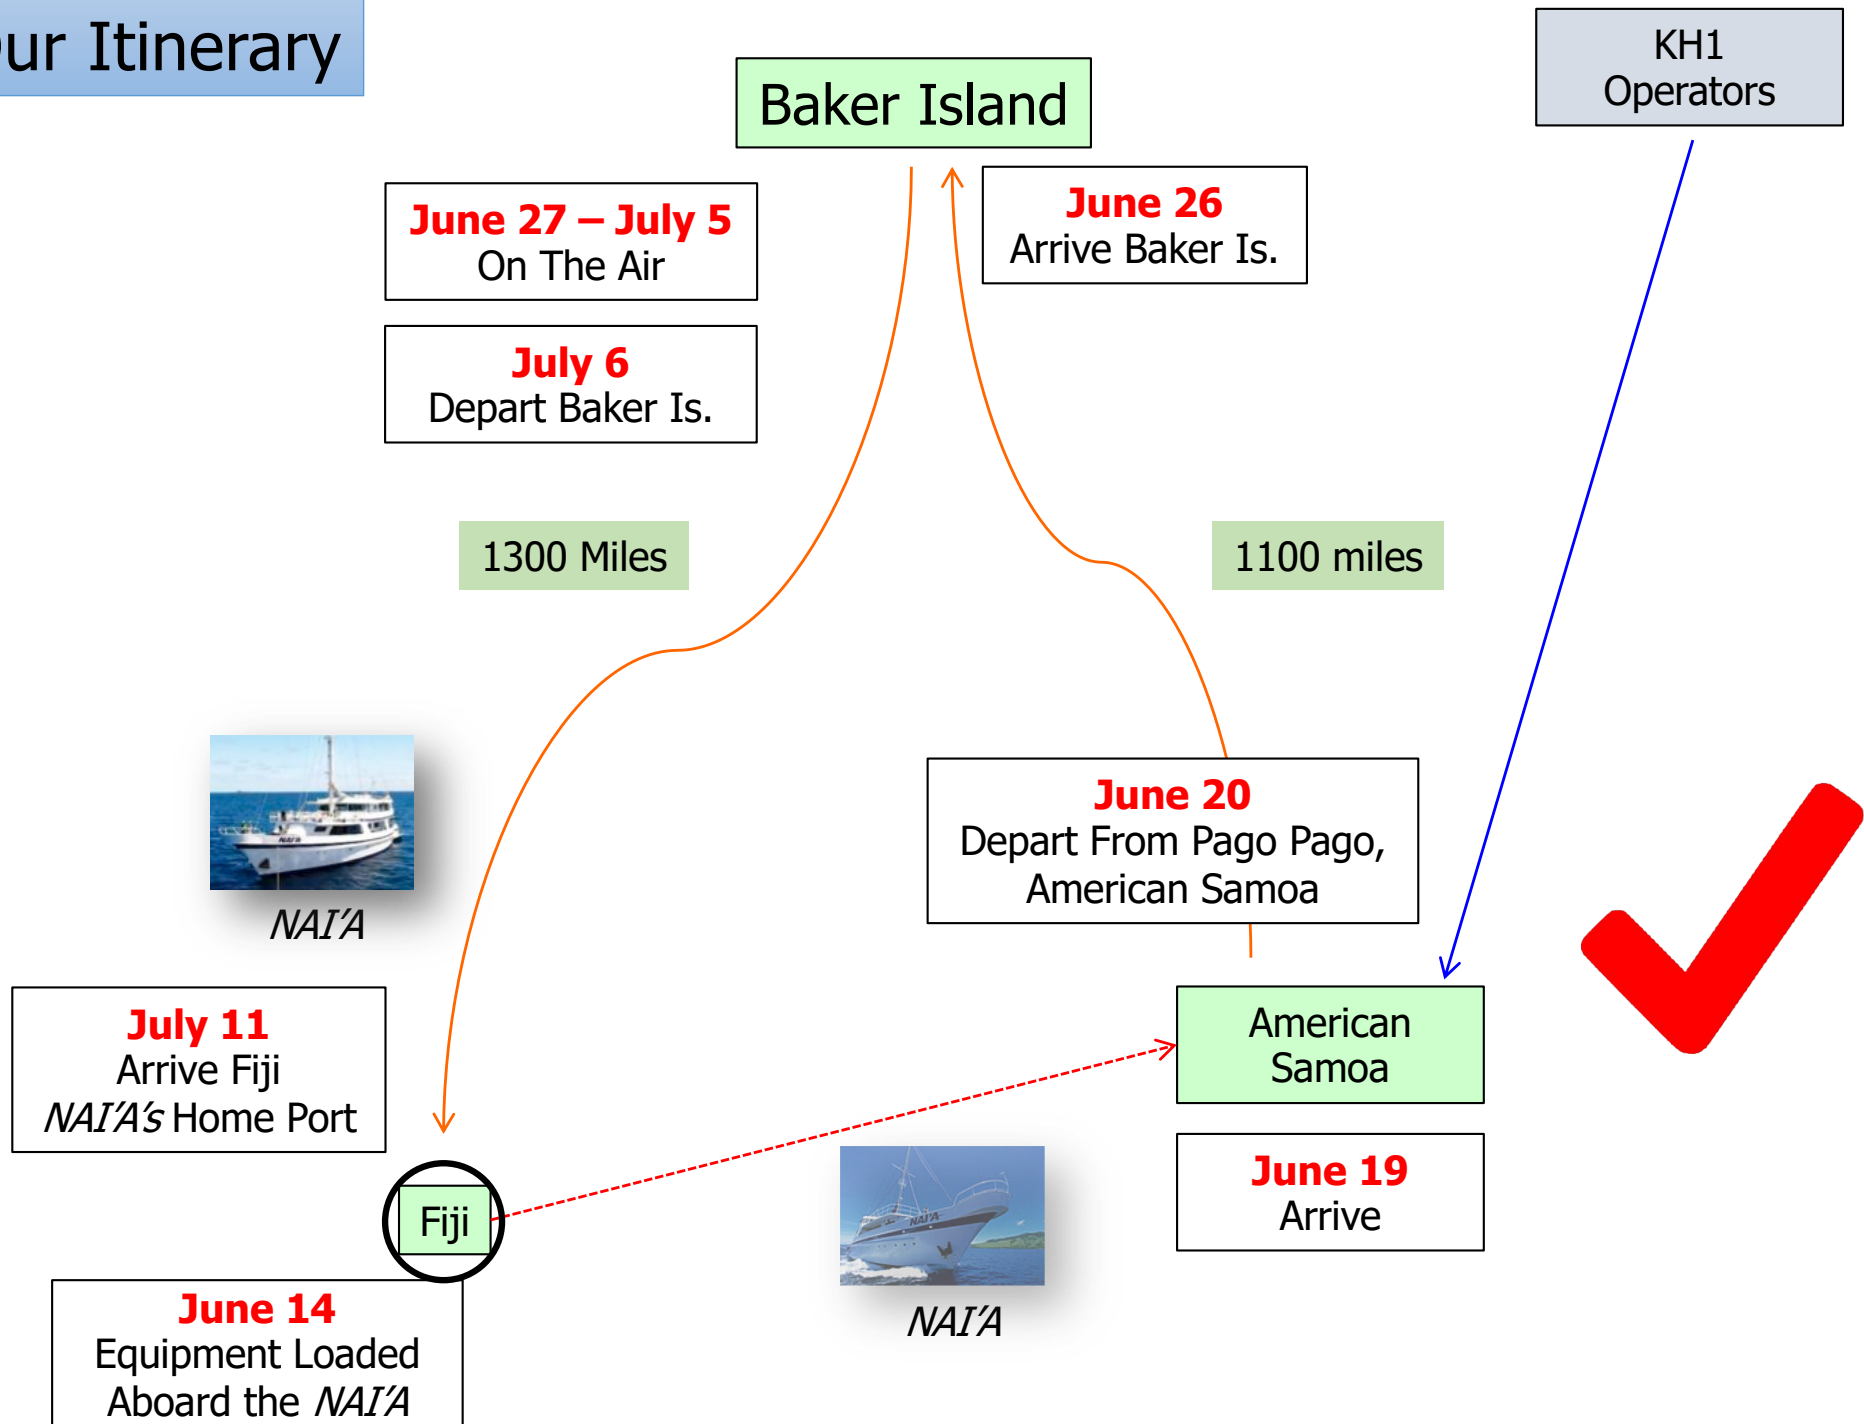 ur Itinerary
KH1
Operators
Baker Island
June 27 – July 5
On The Air
June 26
Arrive Baker Is.
July 6
Depart Baker Is.
1300 Miles
1100 miles
NAI'A
NAI'A
June 20
Depart From Pago Pago,
American Samoa
July 11
Arrive Fiji
NAI'A's Home Port
American
Samoa
Fiji
NAI'A
June 19
Arrive
NAI'A
June 14
Equipment Loaded
Aboard the NAI'A